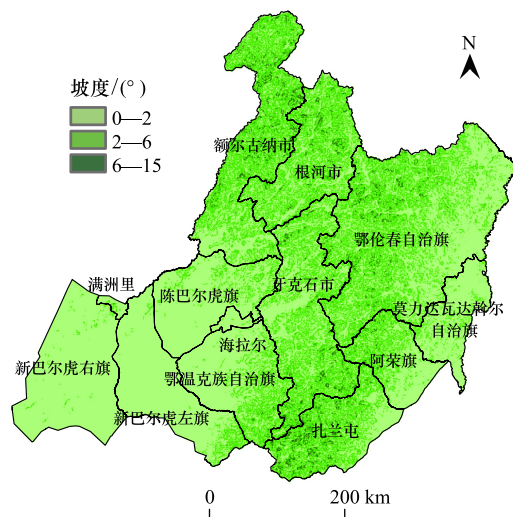 N
坡度/(°)
0—2
2—6
6—15
额尔古纳市
根河市
鄂伦春自治旗
满洲里
陈巴尔虎旗
牙克石市
莫力达瓦达斡尔
自治旗
海拉尔
新巴尔虎右旗
鄂温克族自治旗
阿荣旗
新巴尔虎左旗
扎兰屯
0 200 km